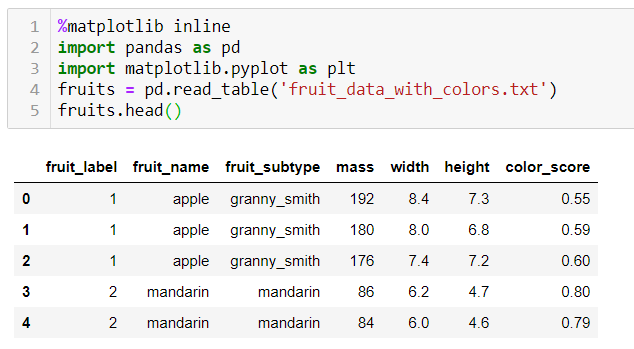 1 %matplotlib inline
2 import pandas as pd
3 import matplotlib.pyplot as plt
4 fruits = pd.read_table('fruit_data_with_colors.txt')
5 fruits.head()
fruit_label fruit_name fruit_subtype mass width height color_score
0 1 apple granny_smith 192 8.4 7.3 0.55
1 1 apple granny_smith 180 8.0 6.8 0.59
2 1 apple granny_smith 176 7.4 7.2 0.60
3 2 mandarin mandarin 86 6.2 4.7 0.80
4 2 mandarin mandarin 84 6.0 4.6 0.79